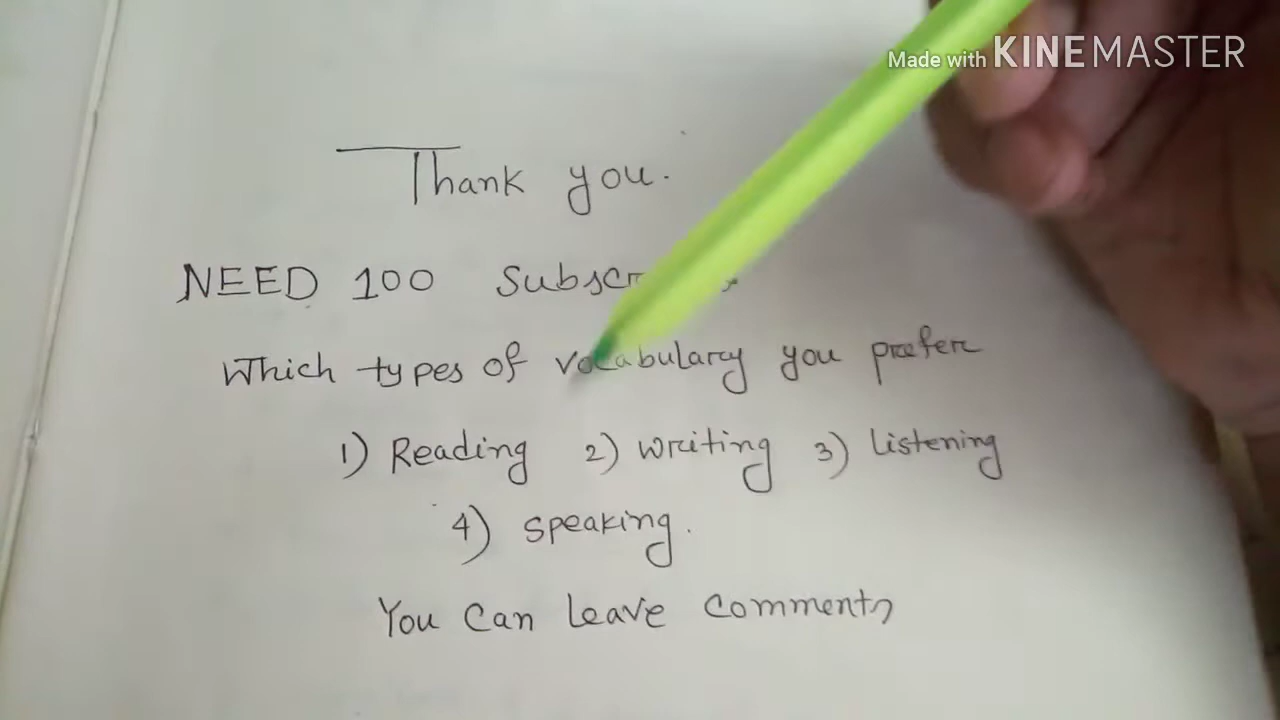 Made with KINEMASTER
Thank you.
NEED 100
Which types of vocabulary you prefer
1) Reading 2) writing 3) listening
4) speaking.
You can leave comments